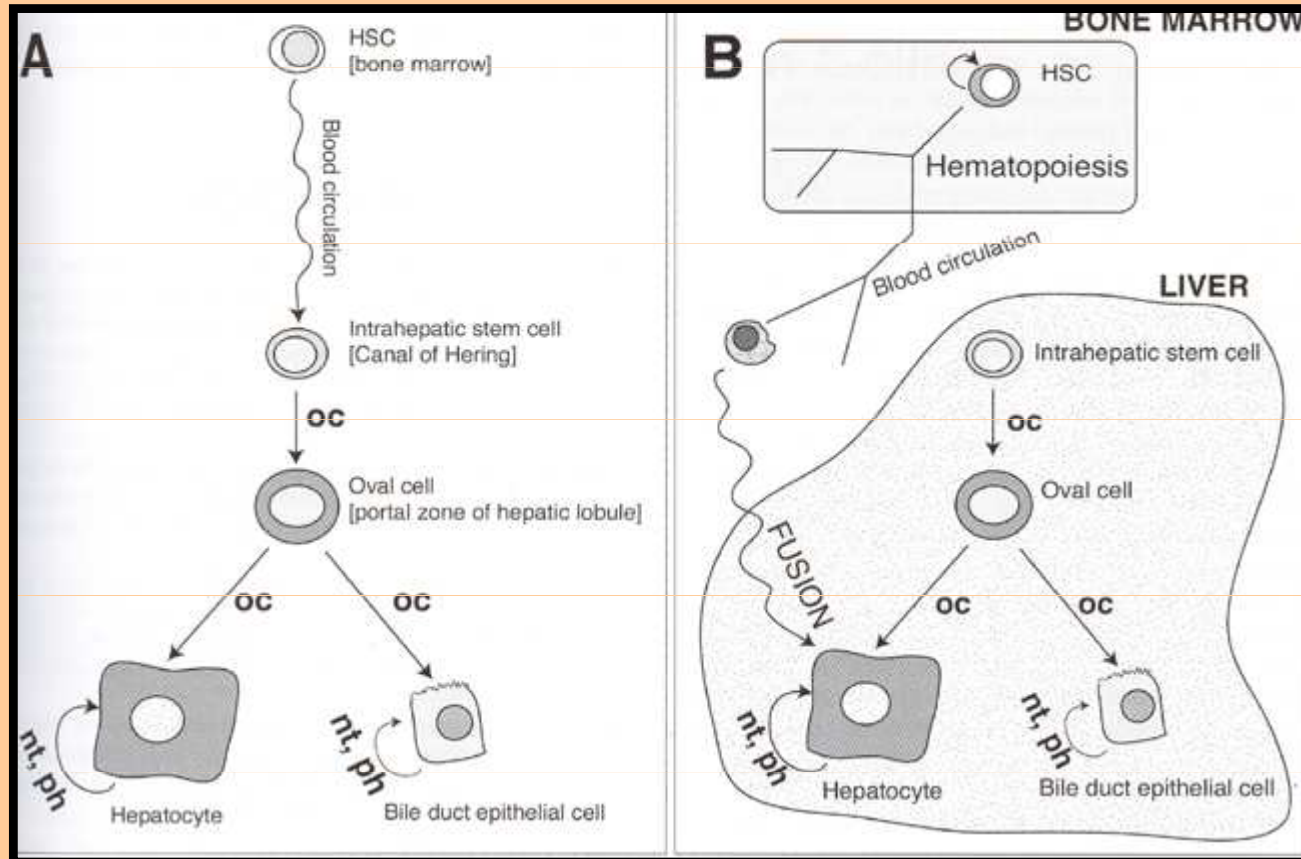 A
HSC
[bone marrow]
Blood circulation
Intrahepatic stem cell
[Canal of Hering]
oc
Oval cell
[portal zone of hepatic lobule]
oc
oc
nt, ph
nt, ph
Hepatocyte
Bile duct epithelial cell
BONE MARROW
B
HSC
Hematopoiesis
Blood circulation
LIVER
Intrahepatic stem cell
oc
Oval cell
FUSION
oc
oc
nt, ph
nt, ph
Hepatocyte
Bile duct epithelial cell